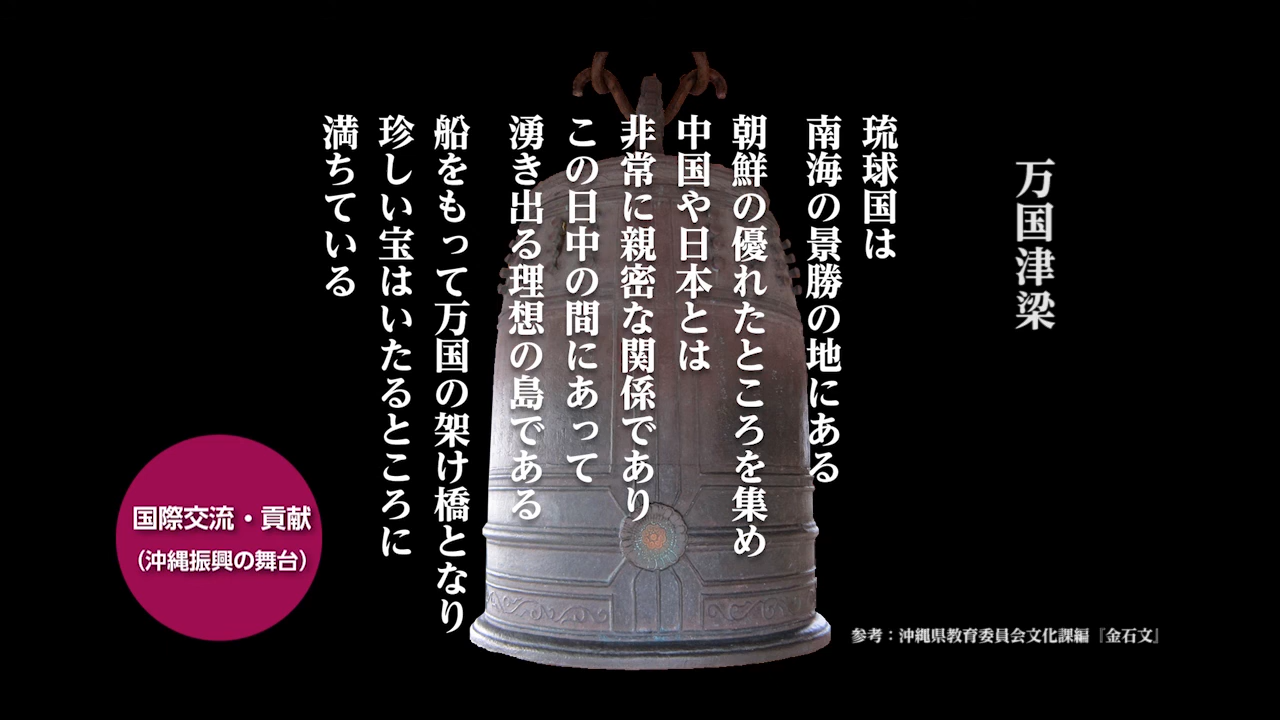 万国津梁
琉球国は
南海の景勝の地にある
朝鮮の優れたところを集め
中国や日本とは
非常に親密な関係であり
この日中の間にあって
湧き出る理想の島である
船をもって万国の架け橋となり
珍しい宝はいたるところに
満ちている
国際交流・貢献
(沖縄振興の舞台)
参考：沖縄県教育委員会文化課編『金石文』